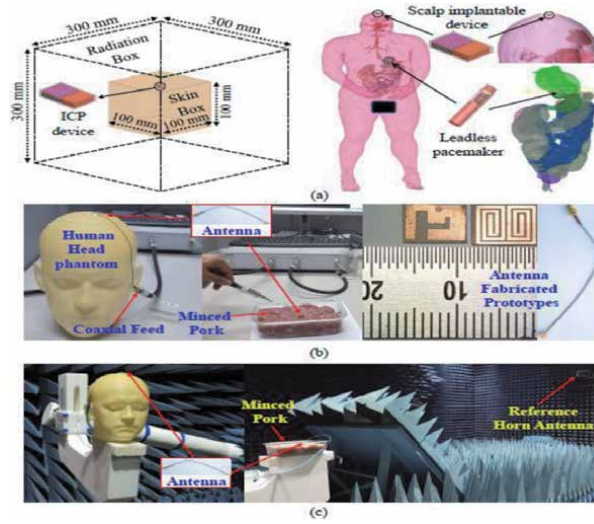 300 mm
300 mm
Radiation
Box
300 mm
ICP
device
Skin
Box
100 mm
100 mm
100 mm
Scalp implantable
device
Leadless
pacemaker
(a)
Human
Head
phantom
Coaxial Feed
Antenna
Minced
Pork
20
10
Antenna
Fabricated
Prototypes
(b)
Antenna
Minced
Pork
Reference
Horn Antenna
(c)